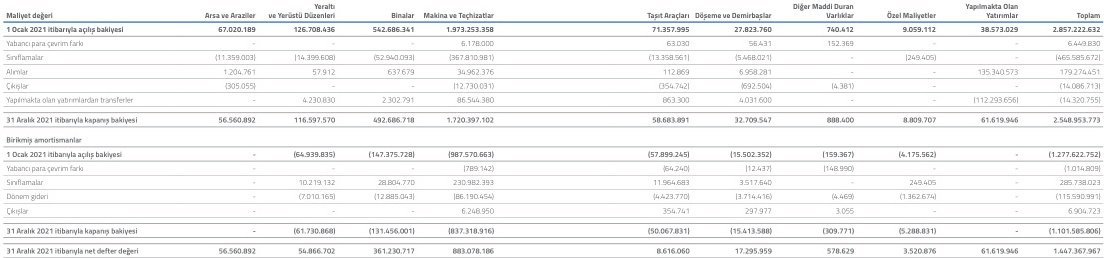 Maliyet değeri Arsa ve Araziler Yeraltı ve Yerüstü Düzenleri Binalar Makina ve Teçhizatlar Taşıt Araçları Döşeme ve Demirbaşlar Diğer Maddi Duran Varlıklar Özel Maliyetler Yapılmakta Olan Yatırımlar Toplam
1 Ocak 2021 itibarıyla açılış bakiyesi 67.020.189 126.708.436 542.686.341 1.973.253.358 71.357.995 27.823.760 740.412 9.059.112 38.573.029 2.857.222.632
Yabancı para çevrim farkı - - - 6.178.000 63.030 56.431 152.369 - - 6.449.830
Sınıflamalar (11.359.003) (14.399.608) (52.940.093) (367.810.981) (13.358.561) (5.468.021) - (249.405) - (465.585.672)
Alımlar 1.204.761 57.912 637.679 34.962.376 112.869 6.958.281 - - 135.340.573 179.274.451
Çıkışlar (305.055) - - (12.730.031) (354.742) (692.504) (4.381) - - (14.086.713)
Yapılmakta olan yatırımlardan transferler - 4.230.830 2.302.791 86.544.380 863.300 4.031.600 - - (112.293.656) (14.320.755)
31 Aralık 2021 itibarıyla kapanış bakiyesi 56.560.892 116.597.570 492.686.718 1.720.397.102 58.683.891 32.709.547 888.400 8.809.707 61.619.946 2.548.953.773
Birikmiş amortismanlar
1 Ocak 2021 itibarıyla açılış bakiyesi - (64.939.835) (147.375.728) (987.570.663) (57.899.245) (15.502.352) (159.367) (4.175.562) - (1.277.622.752)
Yabancı para çevrim farkı - - - (789.142) (64.240) (12.437) (148.990) - - (1.014.809)
Sınıflamalar - 10.219.132 28.804.770 230.982.393 11.964.683 3.517.640 - 249.405 - 285.738.023
Dönem gideri - (7.010.165) (12.885.043) (86.190.454) (4.423.770) (3.714.416) (4.469) (1.362.674) - (115.590.991)
Çıkışlar - - - 6.248.950 354.741 297.977 3.055 - - 6.904.723
31 Aralık 2021 itibarıyla kapanış bakiyesi - (61.730.868) (131.456.001) (837.318.916) (50.067.831) (15.413.588) (309.771) (5.288.831) - (1.101.585.806)
31 Aralık 2021 itibarıyla net defter değeri 56.560.892 54.866.702 361.230.717 883.078.186 8.616.060 17.295.959 578.629 3.520.876 61.619.946 1.447.367.967